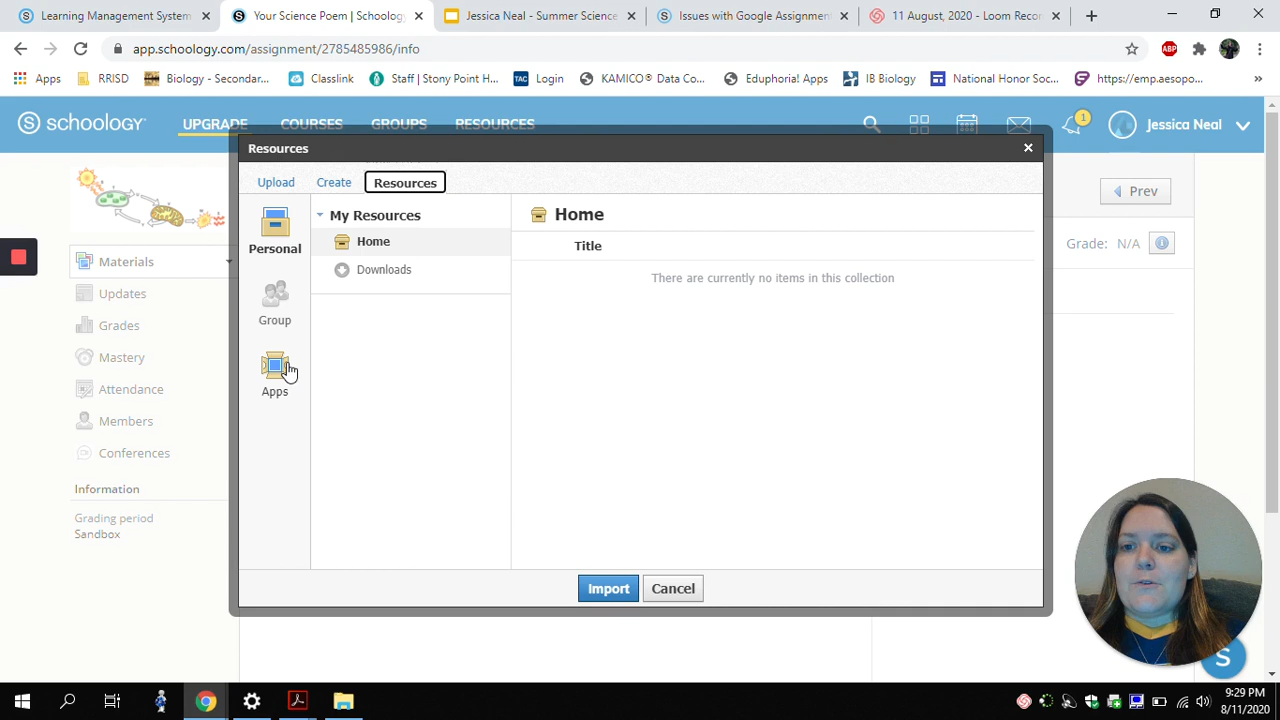 Learning Management System
Your Science Poem | Schoology
Jessica Neal - Summer Science
Issues with Google Assignment
11 August, 2020 - Loom Recor
app.schoology.com/assignment/2785485986/info
ABP
Apps
RRISD
Biology - Secondar...
Classlink
Staff | Stony Point H...
TAC
Login
KAMICO® Data Co...
Eduphoria! Apps
IB Biology
National Honor Soc...
https://emp.aesopo...
»
S schoology
UPGRADE
COURSES
GROUPS
RESOURCES
1
Jessica Neal
Resources
Upload
Create
Resources
Prev
Personal
My Resources
Home
Home
Title
Grade: N/A
Downloads
There are currently no items in this collection
Group
Apps
Materials
Updates
Grades
Mastery
Attendance
Members
Conferences
Information
Grading period
Sandbox
Import
Cancel
S
9:29 PM
8/11/2020